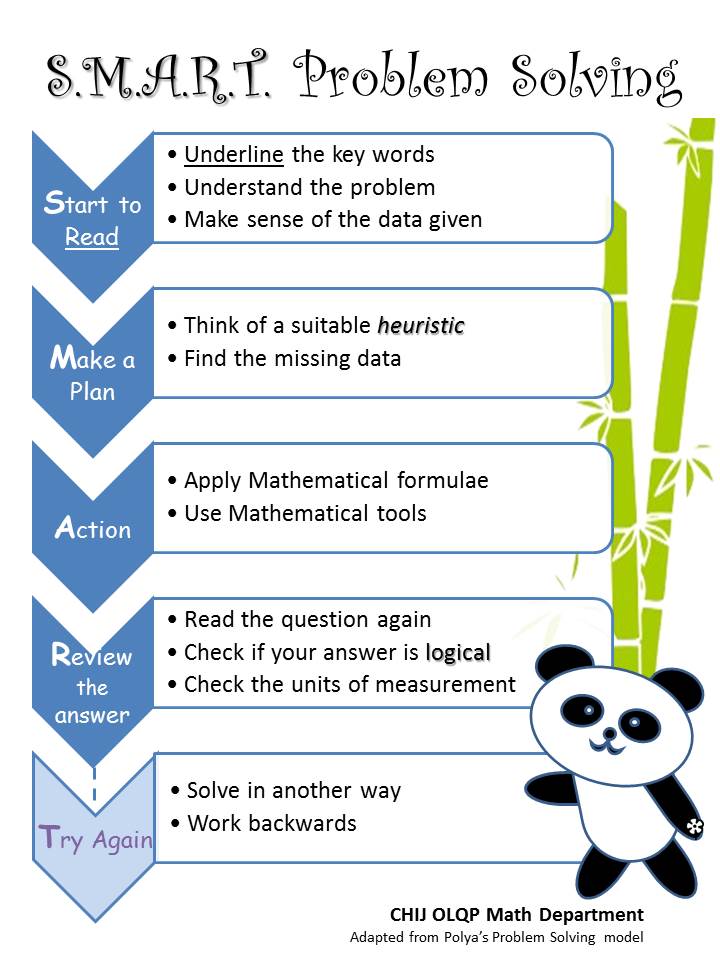 S.M.A.R.T. Problem Solving
Start to
Read
• Underline the key words
• Understand the problem
• Make sense of the data given
Make a
Plan
• Think of a suitable heuristic
• Find the missing data
Action
• Apply Mathematical formulae
• Use Mathematical tools
Review
the
answer
• Read the question again
• Check if your answer is logical
• Check the units of measurement
Try Again
• Solve in another way
• Work backwards
CHIJ OLQP Math Department
Adapted from Polya's Problem Solving model